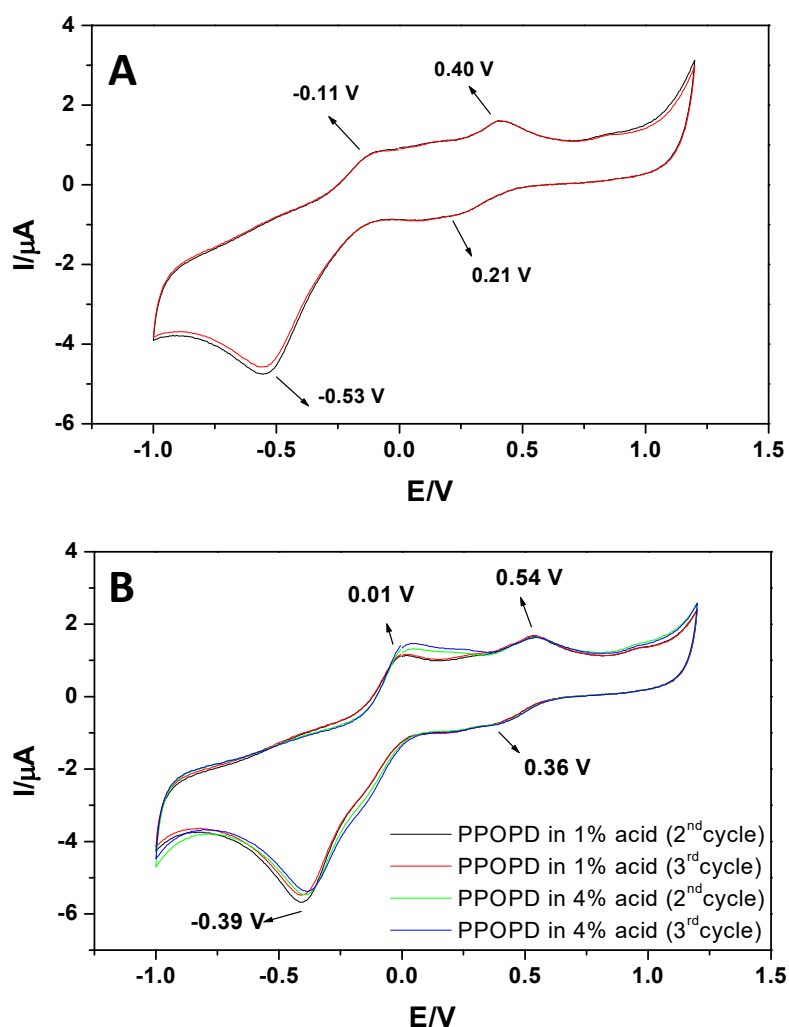 A
4
2
0
-2
-4
-6
I/µA
-0.11 V
0.40 V
0.21 V
-0.53 V
-1.0 -0.5 0.0 0.5 1.0 1.5
E/V
B
4
2
0
-2
-4
-6
I/µA
0.01 V
0.54 V
0.36 V
-0.39 V
PPOPD in 1% acid (2nd cycle)
PPOPD in 1% acid (3rd cycle)
PPOPD in 4% acid (2nd cycle)
PPOPD in 4% acid (3rd cycle)
-1.0 -0.5 0.0 0.5 1.0 1.5
E/V